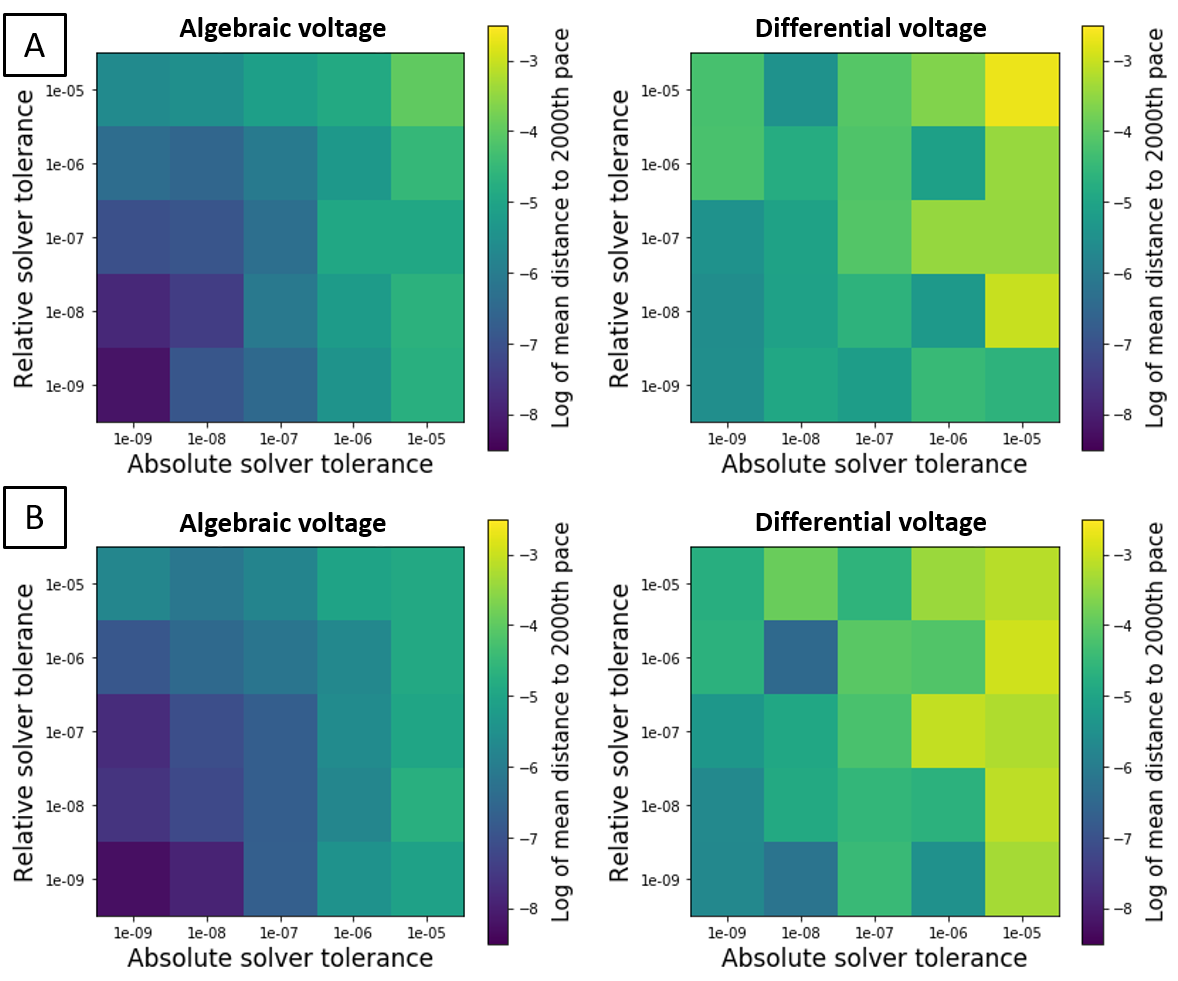 A
Algebraic voltage
Relative solver tolerance
1e-05
1e-06
1e-07
1e-08
1e-09
1e-09 1e-08 1e-07 1e-06 1e-05
Absolute solver tolerance
−3
−4
−5
−6
−7
−8
Log of mean distance to 2000th pace
Differential voltage
Relative solver tolerance
1e-05
1e-06
1e-07
1e-08
1e-09
1e-09 1e-08 1e-07 1e-06 1e-05
Absolute solver tolerance
−3
−4
−5
−6
−7
−8
Log of mean distance to 2000th pace
B
Algebraic voltage
Relative solver tolerance
1e-05
1e-06
1e-07
1e-08
1e-09
1e-09 1e-08 1e-07 1e-06 1e-05
Absolute solver tolerance
−3
−4
−5
−6
−7
−8
Log of mean distance to 2000th pace
Differential voltage
Relative solver tolerance
1e-05
1e-06
1e-07
1e-08
1e-09
1e-09 1e-08 1e-07 1e-06 1e-05
Absolute solver tolerance
−3
−4
−5
−6
−7
−8
Log of mean distance to 2000th pace